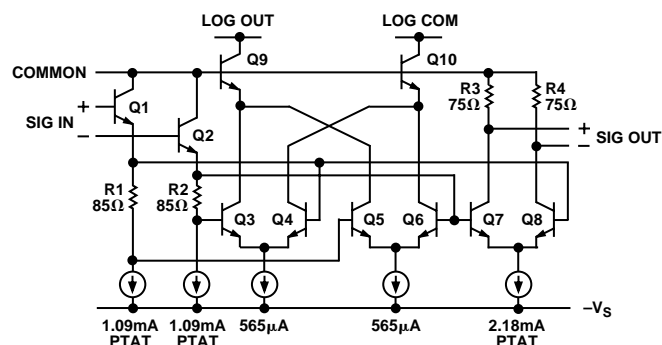 LOG OUT
LOG COM
Q9
Q10
COMMON
R3
75Ω
R4
75Ω
Q1
+
SIG IN
–
Q2
+
SIG OUT
–
R1
85Ω
R2
85Ω
Q3
Q4
Q5
Q6
Q7
Q8
–VS
1.09mA
PTAT
1.09mA
PTAT
565μA
565μA
2.18mA
PTAT